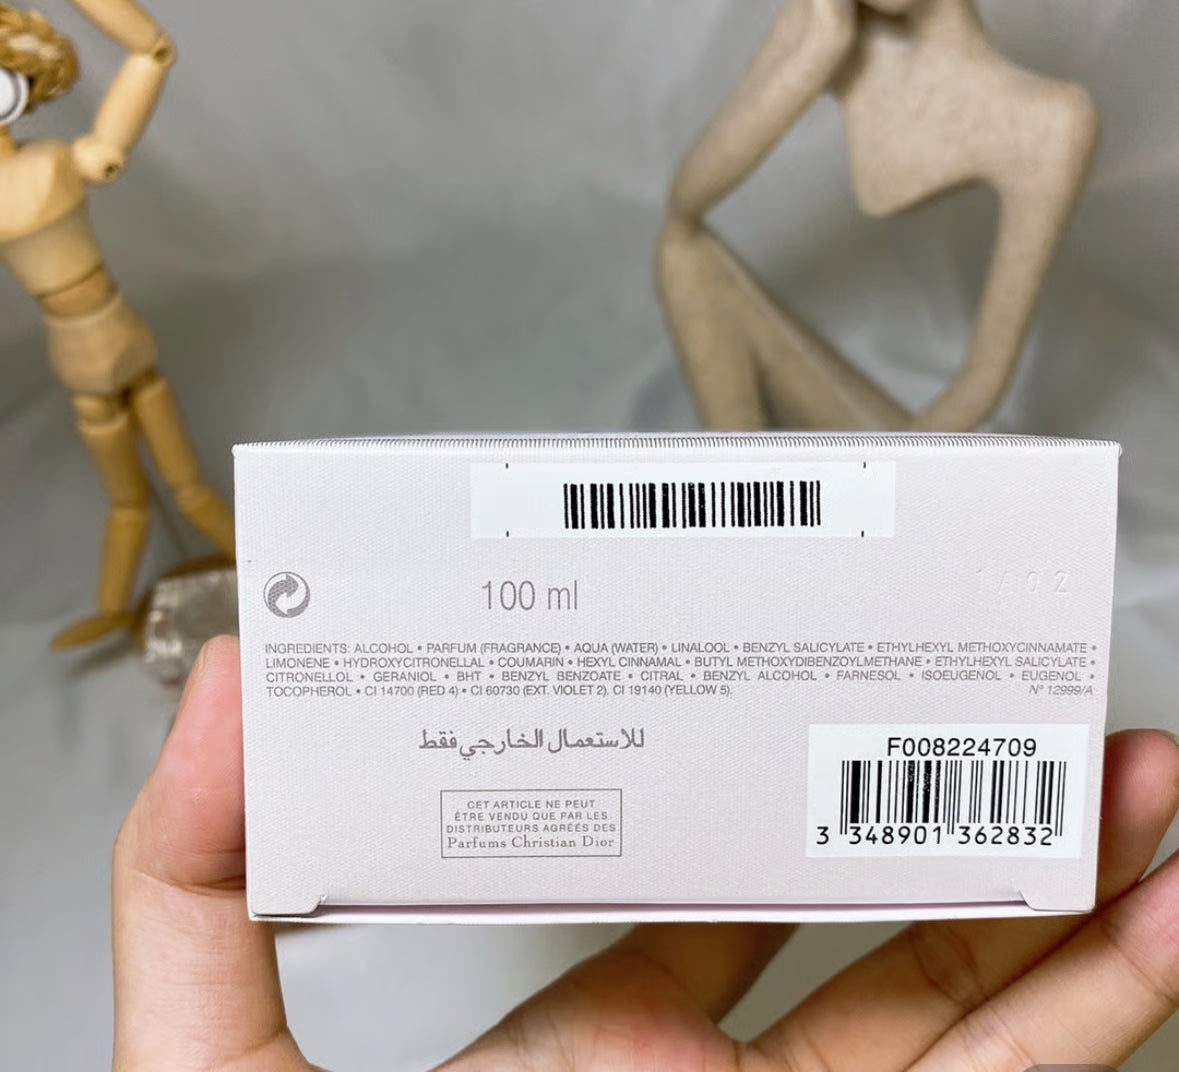 100 ml
INGREDIENTS: ALCOHOL • PARFUM (FRAGRANCE) • AQUA (WATER) • LINALOOL • BENZYL SALICYLATE • ETHYLHEXYL METHOXYCINNAMATE •
LIMONENE • HYDROXYCITRONELLAL • COUMARIN • HEXYL CINNAMAL • BUTYL METHOXYDIBENZOYLMETHANE • ETHYLHEXYL SALICYLATE •
CITRONELLOL • GERANIOL • BHT • BENZYL BENZOATE • CITRAL • BENZYL ALCOHOL • FARNESOL • ISOEUGENOL • EUGENOL •
TOCOPHEROL • CI 14700 (RED 4) • CI 60730 (EXT. VIOLET 2). CI 19140 (YELLOW 5). N° 12999/A
للاستعمال الخارجي فقط
CET ARTICLE NE PEUT
ÊTRE VENDU QUE PAR LES
DISTRIBUTEURS AGRÉÉS DES
Parfums Christian Dior
F008224709
3 348901 362832